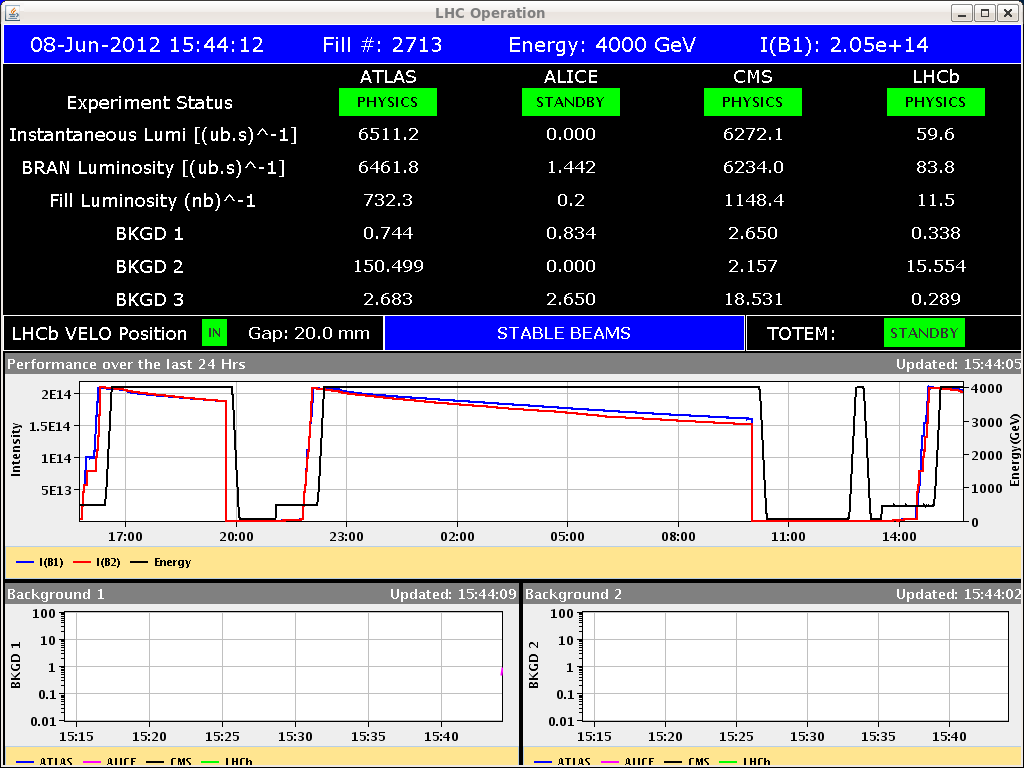 LHC Operation
08-Jun-2012 15:44:12 Fill #: 2713 Energy: 4000 GeV I(B1): 2.05e+14
ATLAS ALICE CMS LHCb
Experiment Status PHYSICS STANDBY PHYSICS PHYSICS
Instantaneous Lumi [(ub.s)^-1] 6511.2 0.000 6272.1 59.6
BRAN Luminosity [(ub.s)^-1] 6461.8 1.442 6234.0 83.8
Fill Luminosity (nb)^-1 732.3 0.2 1148.4 11.5
BKGD 1 0.744 0.834 2.650 0.338
BKGD 2 150.499 0.000 2.157 15.554
BKGD 3 2.683 2.650 18.531 0.289
LHCb VELO Position IN Gap: 20.0 mm STABLE BEAMS TOTEM: STANDBY
Performance over the last 24 Hrs Updated: 15:44:05
Intensity
2E14
1.5E14
1E14
5E13
4000
3000
2000
1000
0
Energy(GeV)
17:00 20:00 23:00 02:00 05:00 08:00 11:00 14:00
I(B1) I(B2) Energy
Background 1 Updated: 15:44:09
BKGD 1
100
10
1
0.1
0.01
15:15 15:20 15:25 15:30 15:35 15:40
ATLAS ALICE CMS LHCb
Background 2 Updated: 15:44:02
BKGD 2
100
10
1
0.1
0.01
15:15 15:20 15:25 15:30 15:35 15:40
ATLAS ALICE CMS LHCb